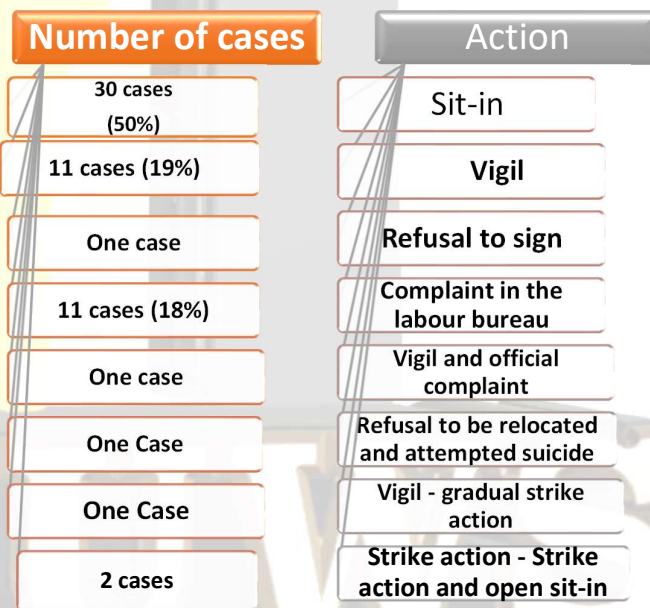 Number of cases
Action
30 cases
(50%)
Sit-in
11 cases (19%)
Vigil
One case
Refusal to sign
11 cases (18%)
Complaint in the
labour bureau
One case
Vigil and official
complaint
One Case
Refusal to be relocated
and attempted suicide
One Case
Vigil - gradual strike
action
2 cases
Strike action - Strike
action and open sit-in